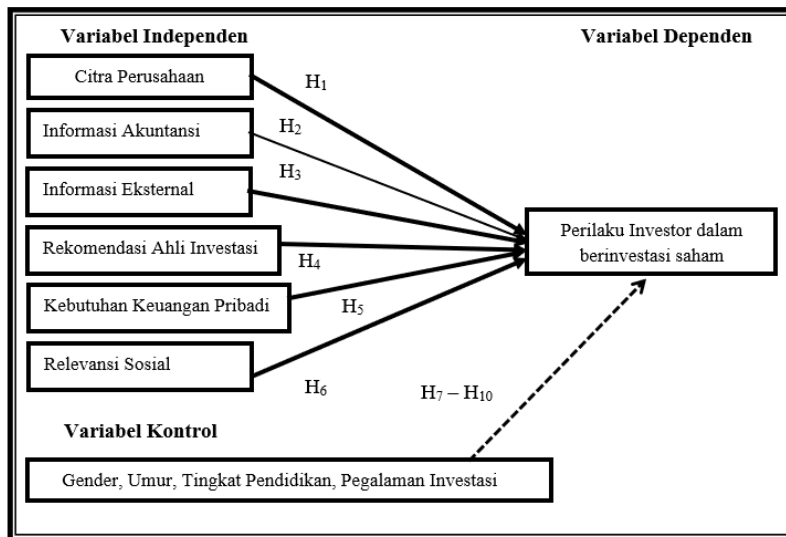 Variabel Independen
Variabel Dependen
Citra Perusahaan
H1
Informasi Akuntansi
H2
H3
Informasi Eksternal
Perilaku Investor dalam
berinvestasi saham
Rekomendasi Ahli Investasi
H4
Kebutuhan Keuangan Pribadi
H5
Relevansi Sosial
H6
H7 – H10
Variabel Kontrol
Gender, Umur, Tingkat Pendidikan, Pegalaman Investasi